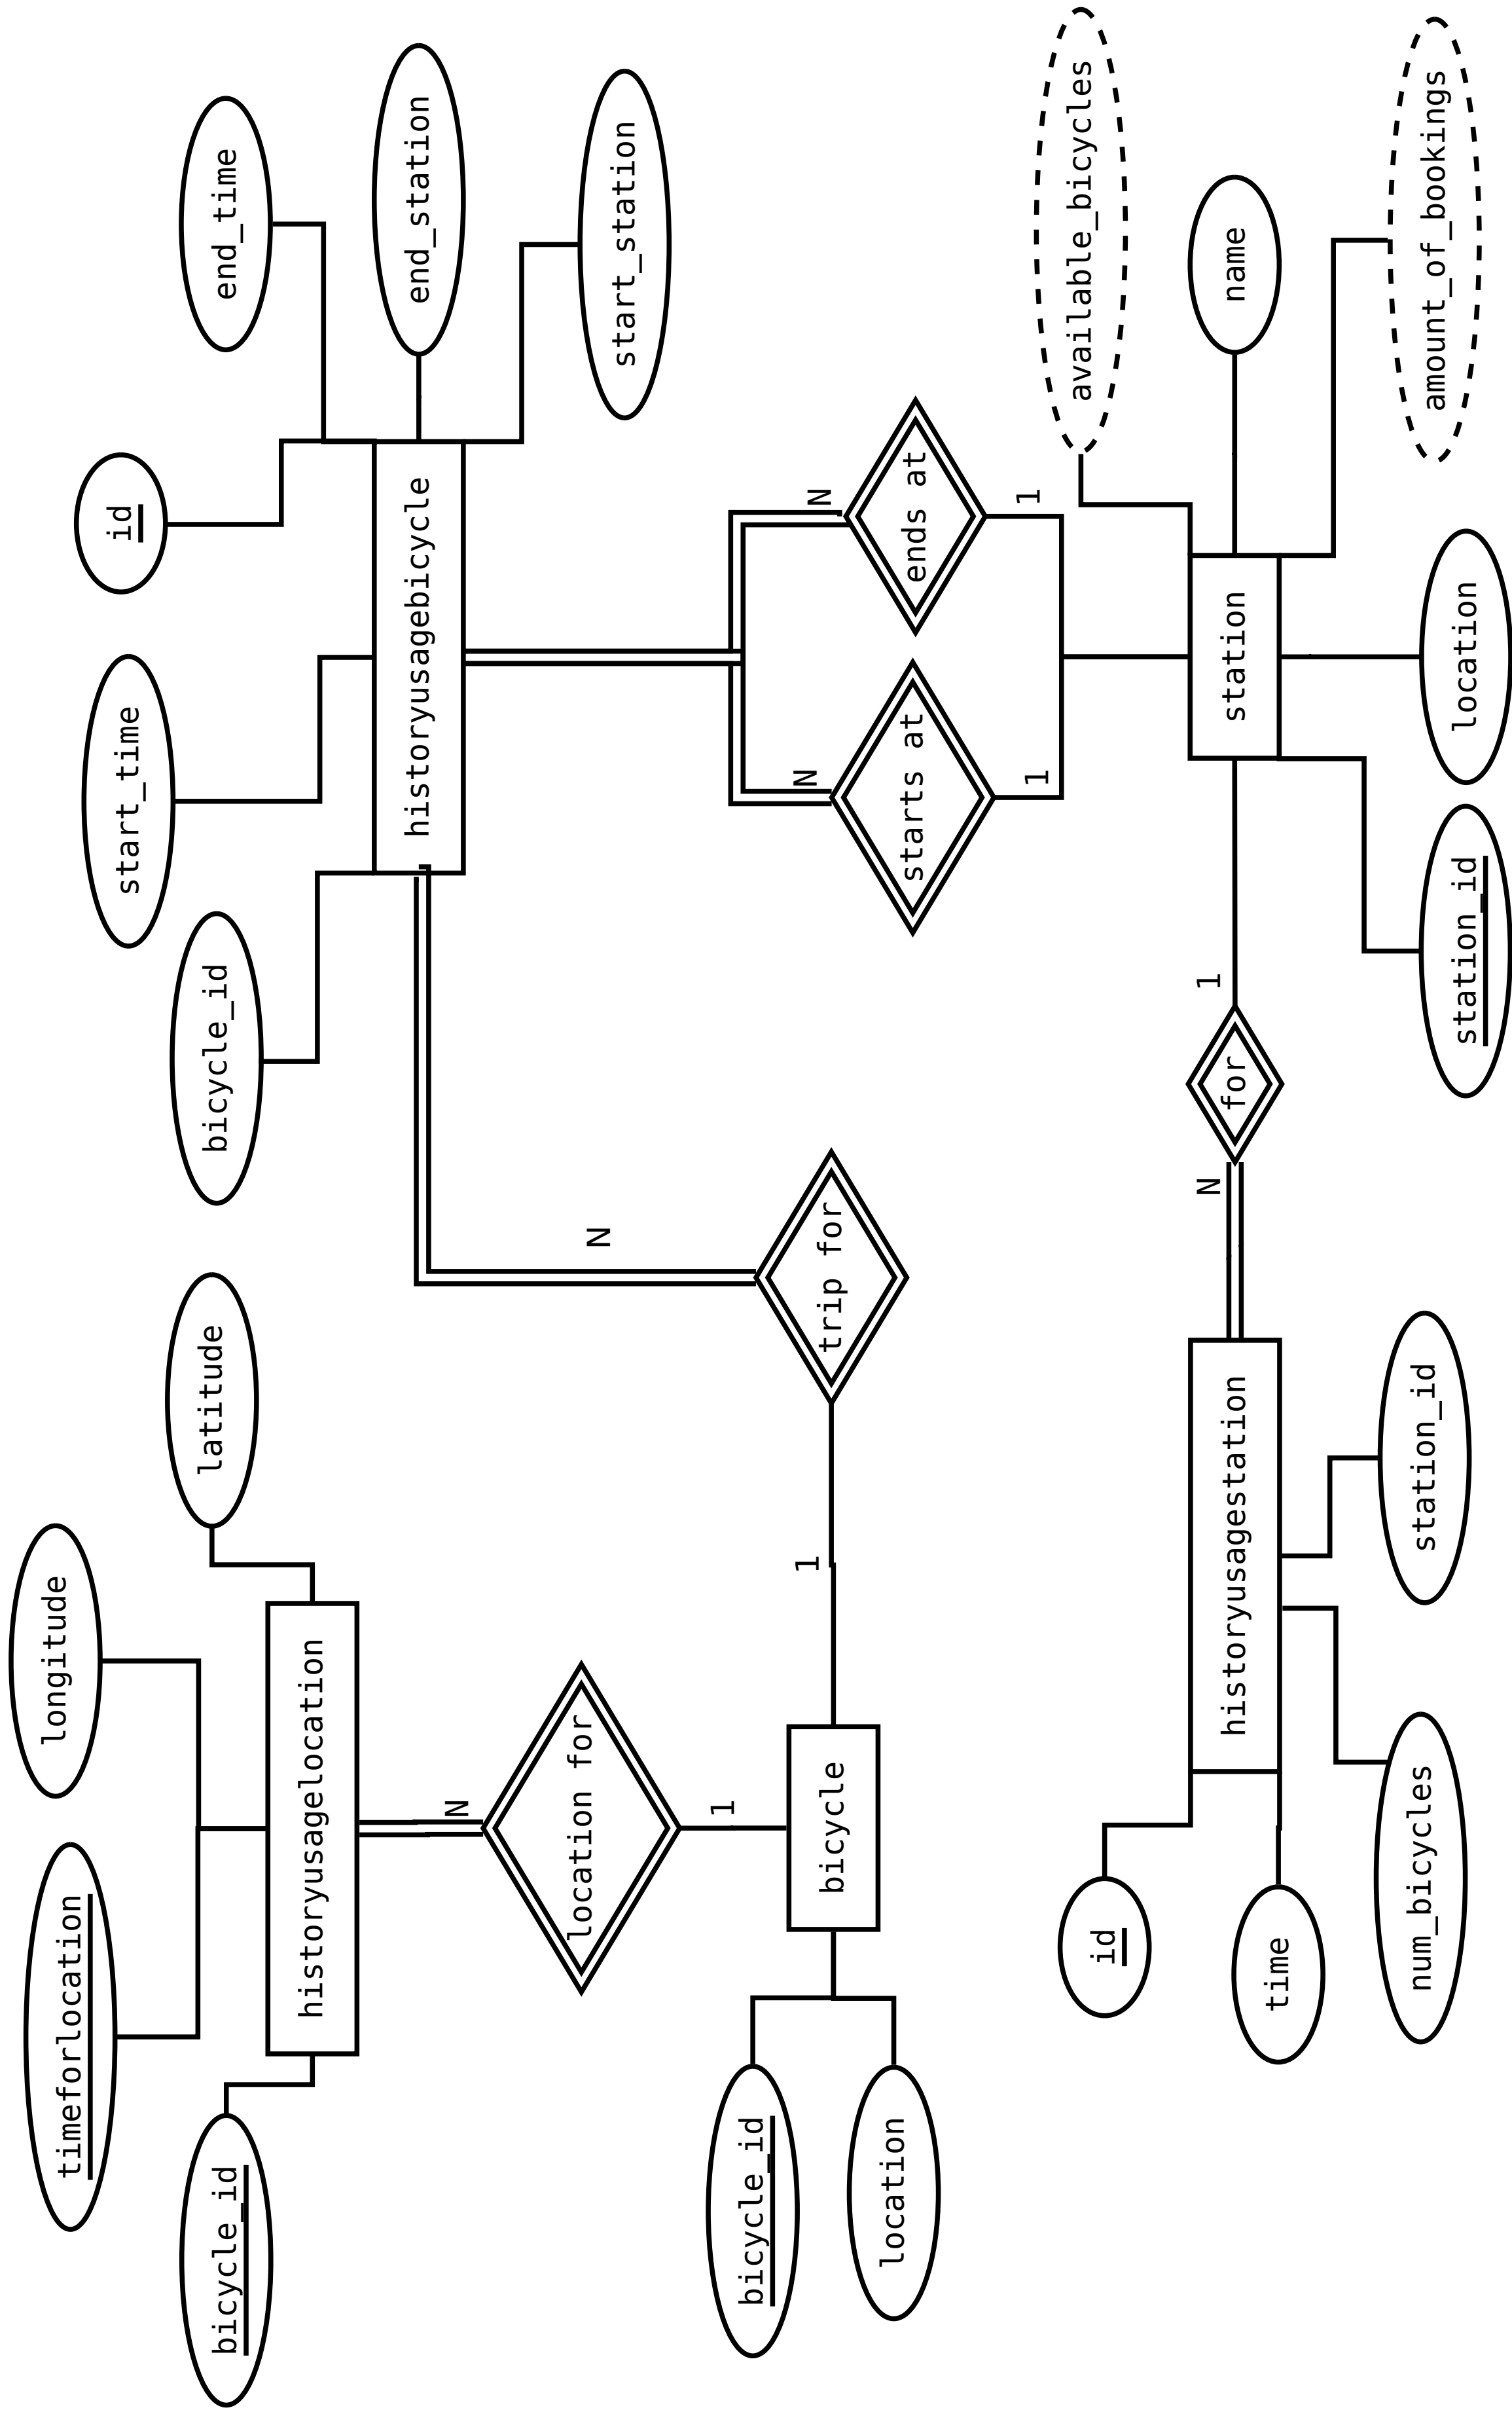 longitude
timeforlocation
latitude
bicycle_id
historyusagelocation
N
location for
1
bicycle
bicycle_id
location
1
trip for
N
bicycle_id
start_time
id
end_time
end_station
start_station
historyusagebicycle
N
N
starts at
ends at
1
1
available_bicycles
name
amount_of_bookings
station
location
station_id
1
for
N
historyusagestation
id
time
num_bicycles
station_id